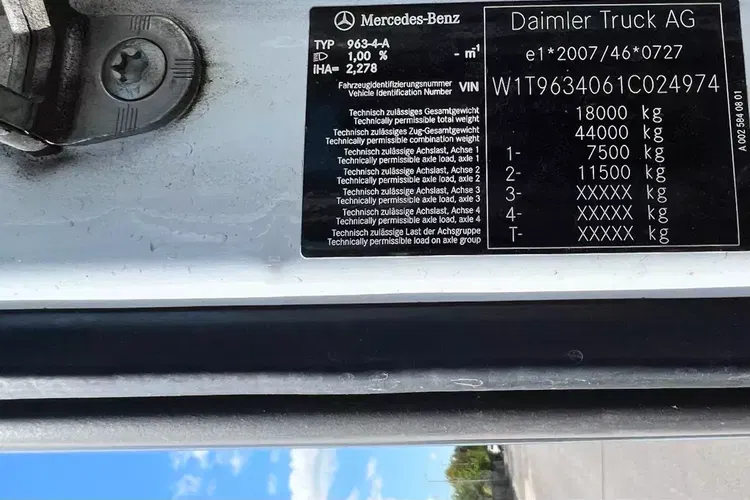 Mercedes-Benz
TYP 963-4-A
1,00 % - m⁻¹
iHA= 2,278
Fahrzeugidentifizierungsnummer
Vehicle Identification Number VIN
Technisch zulässiges Gesamtgewicht
Technically permissible total weight
Technisch zulässiges Zug-Gesamtgewicht
Technically permissible combination weight
Technisch zulässige Achslast, Achse 1
Technically permissible axle load, axle 1
Technisch zulässige Achslast, Achse 2
Technically permissible axle load, axle 2
Technisch zulässige Achslast, Achse 3
Technically permissible axle load, axle 3
Technisch zulässige Achslast, Achse 4
Technically permissible axle load, axle 4
Technisch zulässige Last der Achsgruppe
Technically permissible load on axle group
Daimler Truck AG
e1*2007/46*0727
W1T9634061C024974
18000 kg
44000 kg
1- 7500 kg
2- 11500 kg
3- XXXXX kg
4- XXXXX kg
T- XXXXX kg
A 002 584 08 01